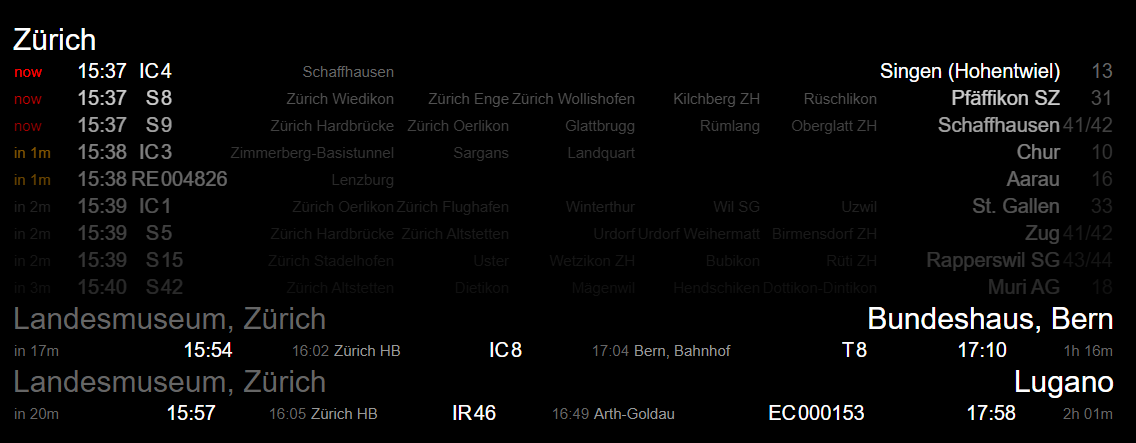 Zürich
now 15:37 IC4 Schaffhausen Singen (Hohentwiel) 13
now 15:37 S8 Zürich Wiedikon Zürich Enge Zürich Wollishofen Kilchberg ZH Rüschlikon Pfäffikon SZ 31
now 15:37 S9 Zürich Hardbrücke Zürich Oerlikon Glattbrugg Rümlang Oberglatt ZH Schaffhausen 41/42
in 1m 15:38 IC3 Zimmerberg-Basistunnel Sargans Landquart Chur 10
in 1m 15:38 RE004826 Lenzburg Aarau 16
in 2m 15:39 IC1 Zürich Oerlikon Zürich Flughafen Winterthur Wil SG Uzwil St. Gallen 33
in 2m 15:39 S5 Zürich Hardbrücke Zürich Altstetten Urdorf Urdorf Weihermatt Birmensdorf ZH Zug 41/42
in 2m 15:39 S15 Zürich Stadelhofen Uster Wetzikon ZH Bubikon Rüti ZH Rapperswil SG 43/44
in 3m 15:40 S42 Zürich Altstetten Dietikon Mägenwil Hendschiken Dottikon-Dintikon Muri AG 18
Landesmuseum, Zürich Bundeshaus, Bern
in 17m 15:54 16:02 Zürich HB IC8 17:04 Bern, Bahnhof T8 17:10 1h 16m
Landesmuseum, Zürich Lugano
in 20m 15:57 16:05 Zürich HB IR46 16:49 Arth-Goldau EC000153 17:58 2h 01m